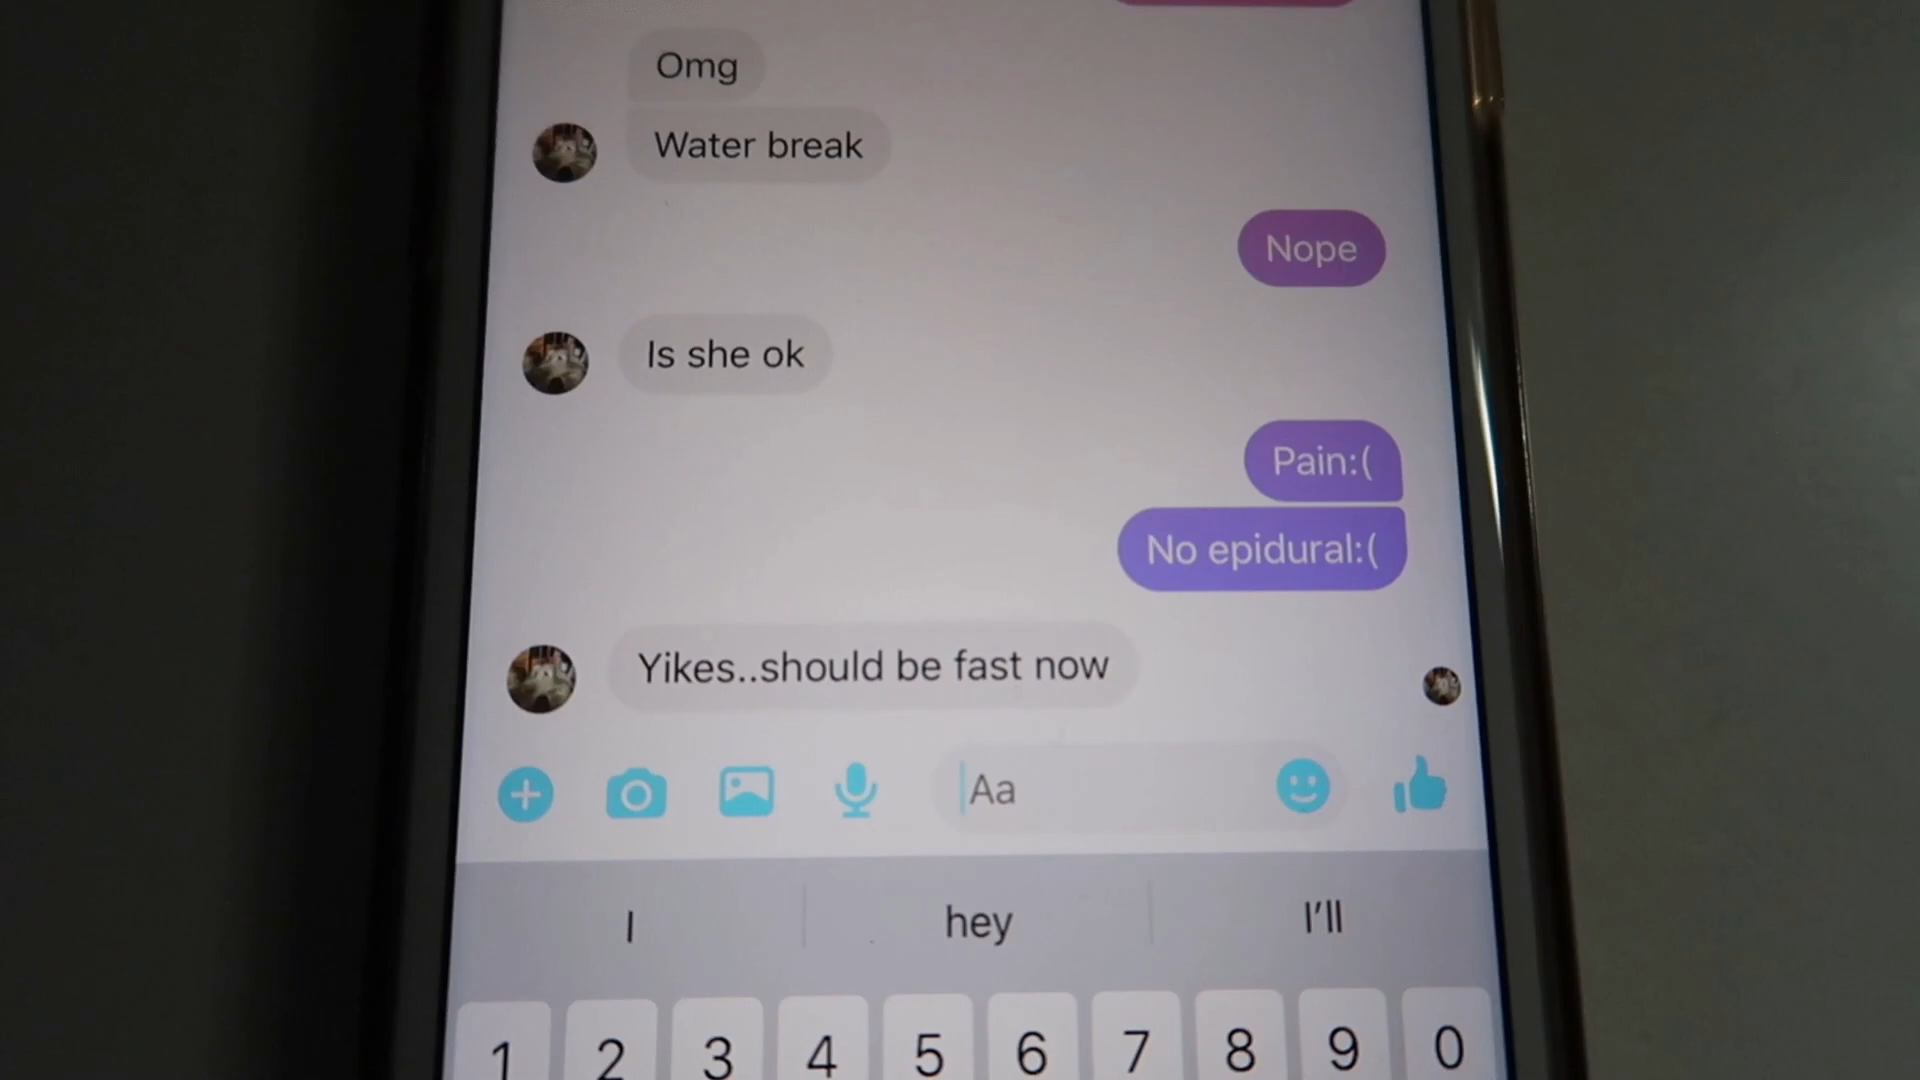 Omg
Water break
Nope
Is she ok
Pain:(
No epidural:(
Yikes..should be fast now
Aa
I hey I'll
1 2 3 4 5 6 7 8 9 0